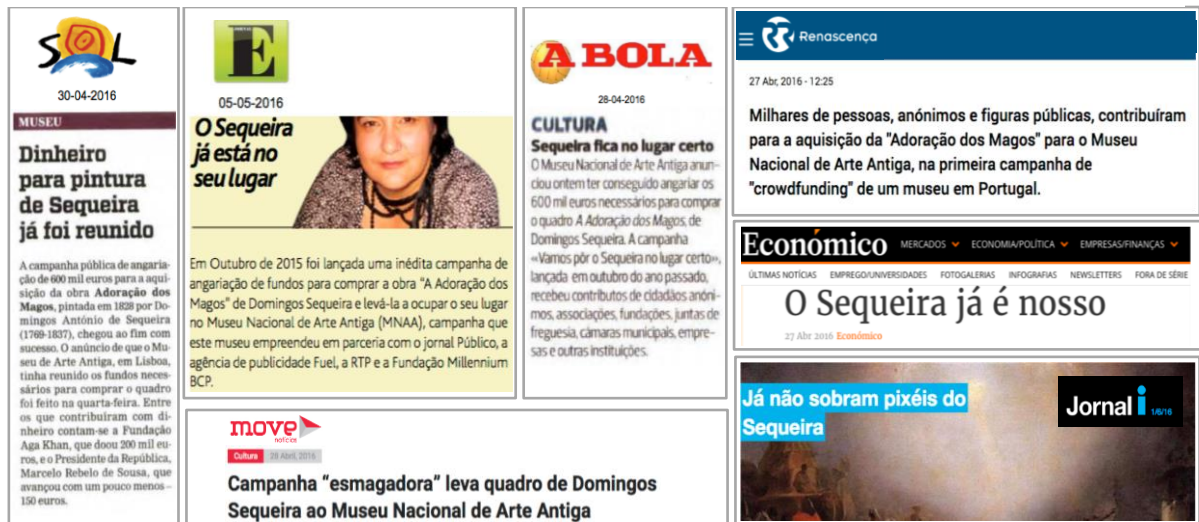 SOL
30-04-2016
MUSEU
Dinheiro
para pintura
de Sequeira
já foi reunido
A campanha pública de angaria-
ção de 600 mil euros para a aqui-
sição da obra Adoração dos
Magos, pintada em 1828 por Do-
mingos António de Sequeira
(1769-1837), chegou ao fim com
sucesso. O anúncio de que o Mu-
seu de Arte Antiga, em Lisboa,
tinha reunido os fundos neces-
sários para comprar o quadro
foi feito na quarta-feira. Entre
os que contribuíram com di-
nheiro contam-se a Fundação
Aga Khan, que doou 200 mil eu-
ros, e o Presidente da República,
Marcelo Rebelo de Sousa, que
avançou com um pouco menos –
150 euros.
E
05-05-2016
O Sequeira
já está no
seu lugar
Em Outubro de 2015 foi lançada uma inédita campanha de
angariação de fundos para comprar a obra "A Adoração dos
Magos" de Domingos Sequeira e levá-la a ocupar o seu lugar
no Museu Nacional de Arte Antiga (MNAA), campanha que
este museu empreendeu em parceria com o jornal Público, a
agência de publicidade Fuel, a RTP e a Fundação Millennium
BCP.
A BOLA
28-04-2016
CULTURA
Sequeira fica no lugar certo
O Museu Nacional de Arte Antiga anun-
ciou ontem ter conseguido angariar os
600 mil euros necessários para comprar
o quadro A Adoração dos Magos, de
Domingos Sequeira. A campanha
«Vamos pôr o Sequeira no lugar certo»,
lançada em outubro do ano passado,
recebeu contributos de cidadãos anóni-
mos, associações, fundações, juntas de
freguesia, câmaras municipais, empre-
sas e outras instituições.
move
notícias
Cultura 28 Abril, 2016
Campanha “esmagadora” leva quadro de Domingos
Sequeira ao Museu Nacional de Arte Antiga
Renascença
27 Abr, 2016 - 12:25
Milhares de pessoas, anónimos e figuras públicas, contribuíram
para a aquisição da "Adoração dos Magos" para o Museu
Nacional de Arte Antiga, na primeira campanha de
"crowdfunding" de um museu em Portugal.
Económico MERCADOS ECONOMIA/POLÍTICA EMPRESAS/FINANÇAS
ÚLTIMAS NOTÍCIAS EMPREGO/UNIVERSIDADES FOTOGALERIAS INFOGRAFIAS NEWSLETTERS FORA DE SÉRIE
O Sequeira já é nosso
27 Abr 2016 Económico
Já não sobram pixéis do
Sequeira
Jornal i 1/6/16